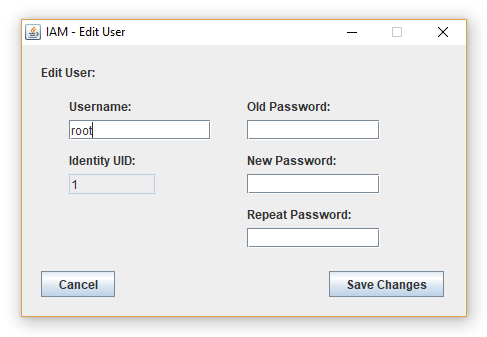 IAM - Edit User
Edit User:
Username:
root
Identity UID:
1
Old Password:
New Password:
Repeat Password:
Cancel
Save Changes